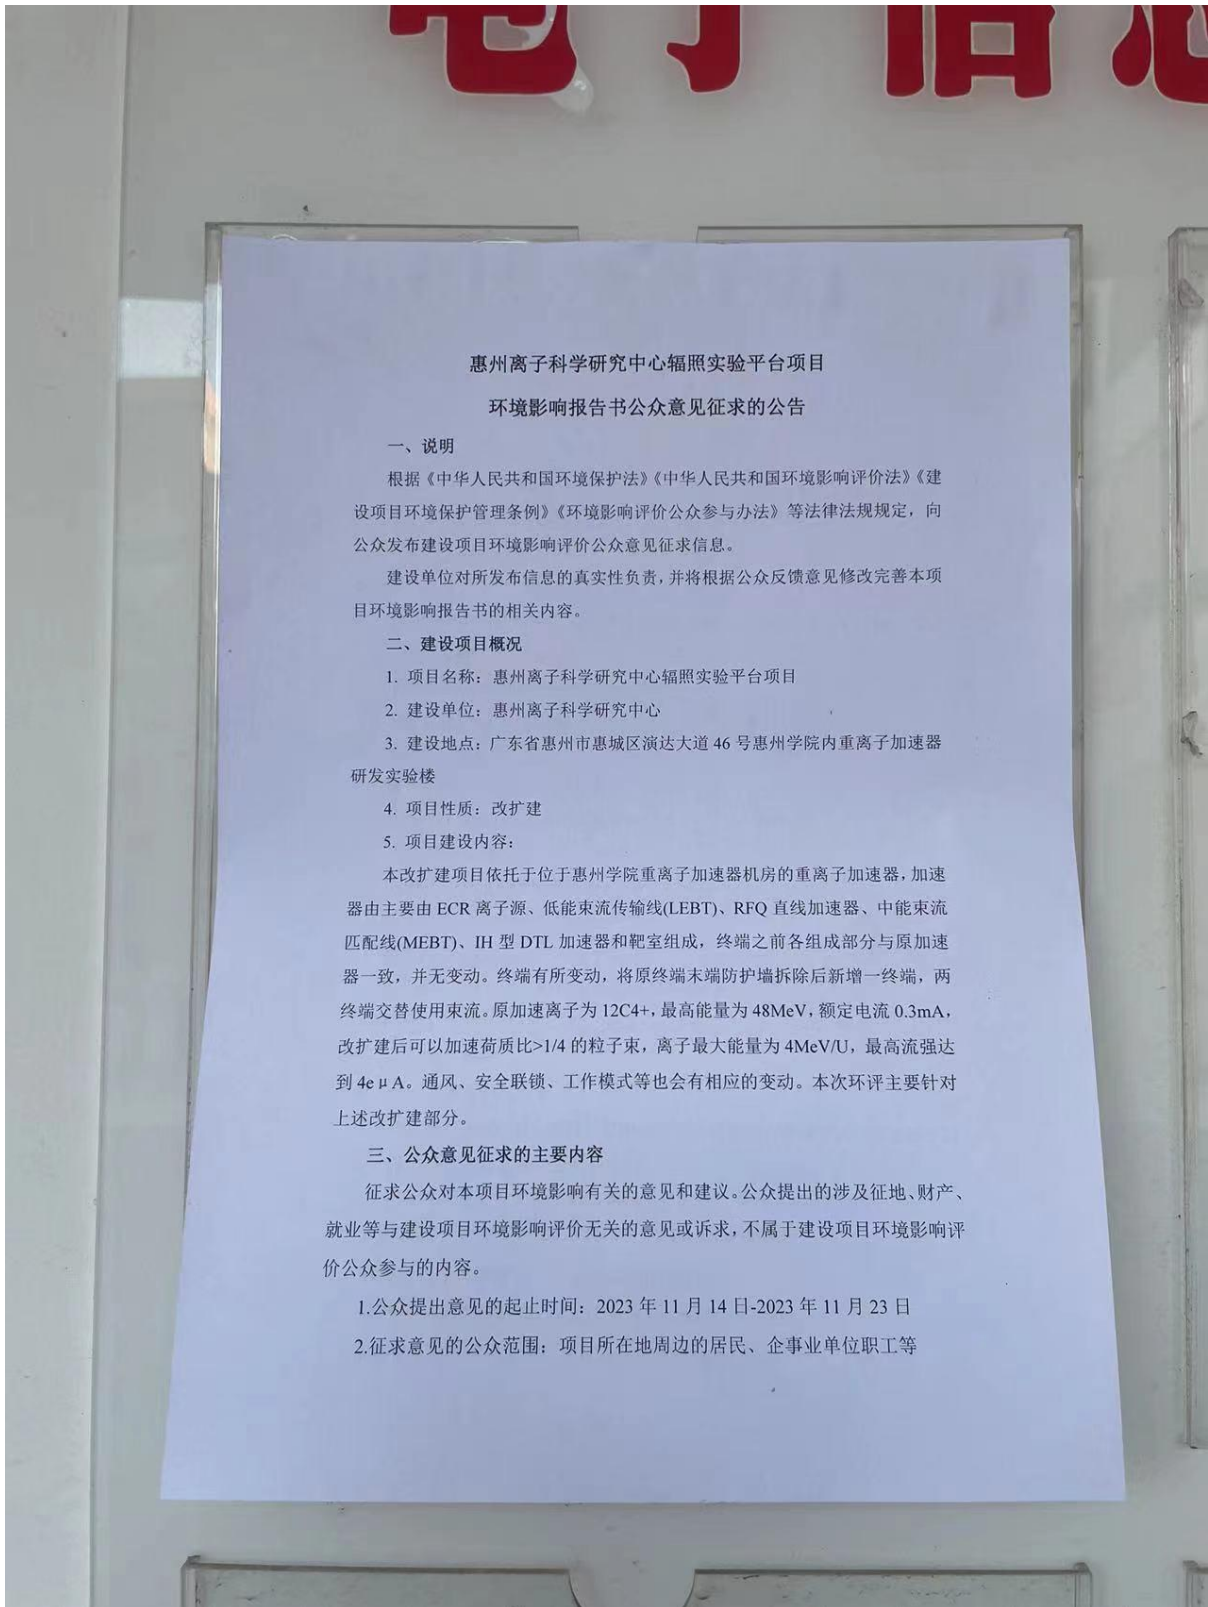 电子信息
惠州离子科学研究中心辐照实验平台项目
环境影响报告书公众意见征求的公告
一、说明
根据《中华人民共和国环境保护法》《中华人民共和国环境影响评价法》《建
设项目环境保护管理条例》《环境影响评价公众参与办法》等法律法规规定，向
公众发布建设项目环境影响评价公众意见征求信息。
建设单位对所发布信息的真实性负责，并将根据公众反馈意见修改完善本项
目环境影响报告书的相关内容。
二、建设项目概况
1. 项目名称：惠州离子科学研究中心辐照实验平台项目
2. 建设单位：惠州离子科学研究中心
3. 建设地点：广东省惠州市惠城区演达大道 46 号惠州学院内重离子加速器
研发实验楼
4. 项目性质：改扩建
5. 项目建设内容：
本改扩建项目依托于位于惠州学院重离子加速器机房的重离子加速器，加速
器由主要由 ECR 离子源、低能束流传输线(LEBT)、RFQ 直线加速器、中能束流
匹配线(MEBT)、IH 型 DTL 加速器和靶室组成，终端之前各组成部分与原加速
器一致，并无变动。终端有所变动，将原终端末端防护墙拆除后新增一终端，两
终端交替使用束流。原加速离子为 12C4+，最高能量为 48MeV，额定电流 0.3mA，
改扩建后可以加速荷质比>1/4 的粒子束，离子最大能量为 4MeV/U，最高流强达
到 4eμA。通风、安全联锁、工作模式等也会有相应的变动。本次环评主要针对
上述改扩建部分。
三、公众意见征求的主要内容
征求公众对本项目环境影响有关的意见和建议。公众提出的涉及征地、财产、
就业等与建设项目环境影响评价无关的意见或诉求，不属于建设项目环境影响评
价公众参与的内容。
1.公众提出意见的起止时间：2023 年 11 月 14 日-2023 年 11 月 23 日
2.征求意见的公众范围：项目所在地周边的居民、企事业单位职工等